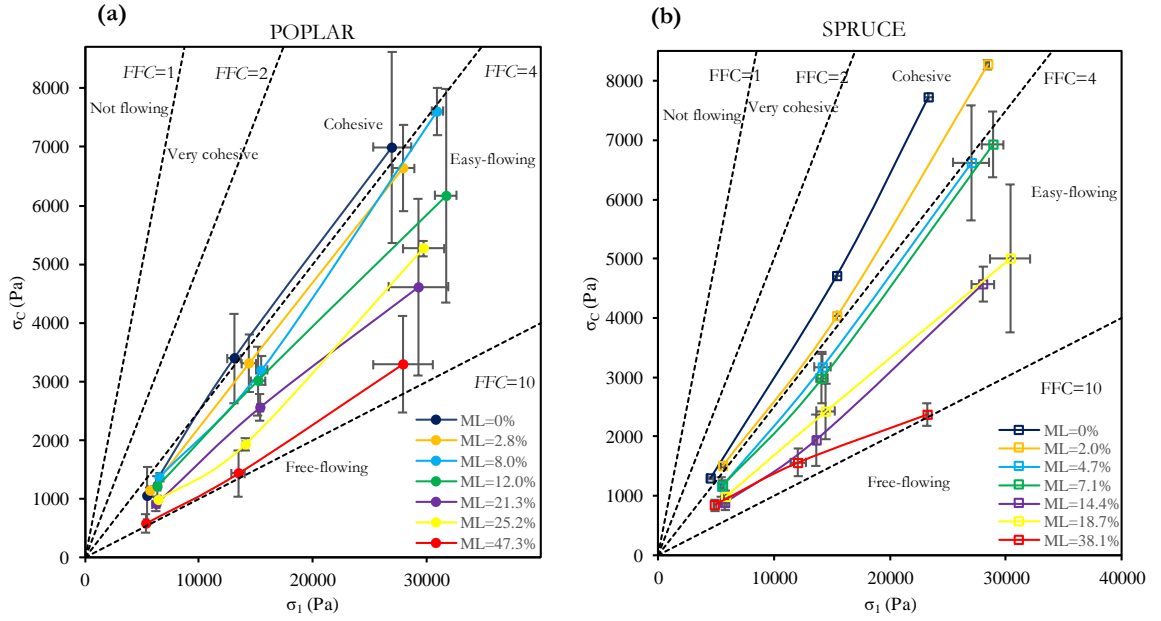 (a)
POPLAR
FFC=1
FFC=2
FFC=4
Not flowing
Very cohesive
Cohesive
Easy-flowing
FFC=10
Free-flowing
8000
7000
6000
5000
4000
3000
2000
1000
0
σC (Pa)
0
10000
20000
30000
σ1 (Pa)
ML=0%
ML=2.8%
ML=8.0%
ML=12.0%
ML=21.3%
ML=25.2%
ML=47.3%
(b)
SPRUCE
FFC=1
FFC=2
Cohesive
FFC=4
Not flowing
Very cohesive
Easy-flowing
FFC=10
Free-flowing
8000
7000
6000
5000
4000
3000
2000
1000
0
σC (Pa)
0
10000
20000
30000
40000
σ1 (Pa)
ML=0%
ML=2.0%
ML=4.7%
ML=7.1%
ML=14.4%
ML=18.7%
ML=38.1%